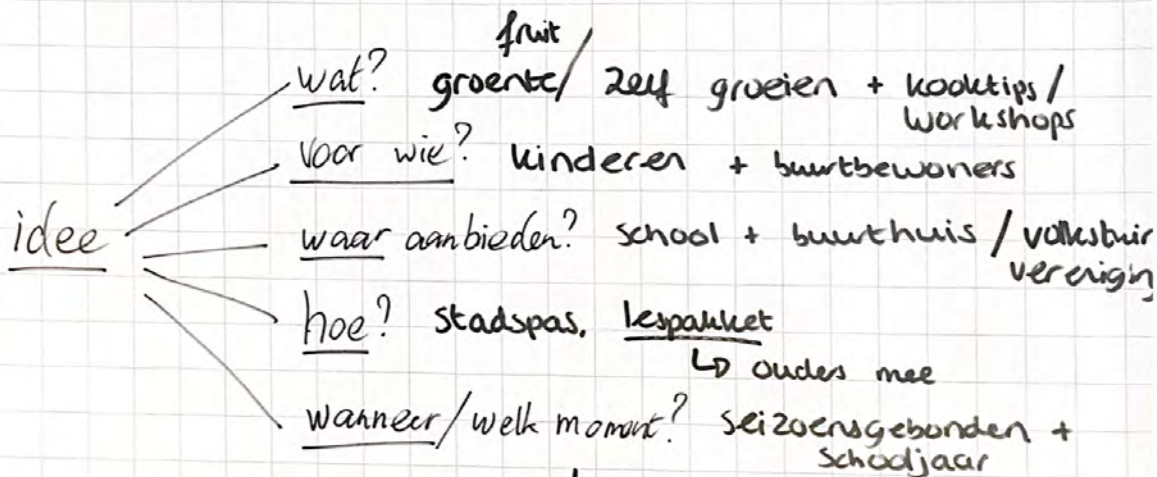 fruit
wat? groente/ zelf groeien + kooktips/
workshops
voor wie? kinderen + buurtbewoners
idee
waar aanbieden? school + buurthuis / volkstuin
verenigin
hoe? stadspas, lespakket
↳ ouders mee
wanneer/welk moment? seizoensgebonden +
schooljaar